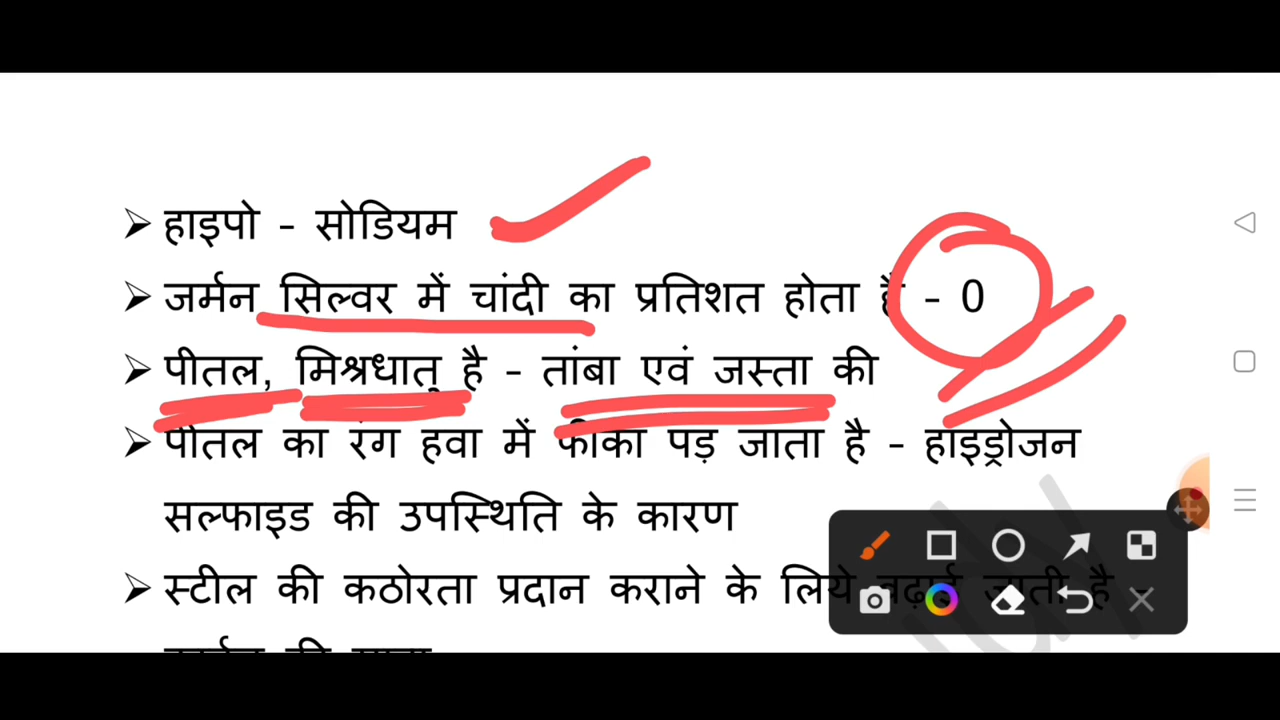 ➢ हाइपो – सोडियम
➢ जर्मन सिल्वर में चांदी का प्रतिशत होता है – 0
➢ पीतल, मिश्रधातु है – तांबा एवं जस्ता की
➢ पीतल का रंग हवा में फीका पड़ जाता है – हाइड्रोजन
सल्फाइड की उपस्थिति के कारण
➢ स्टील की कठोरता प्रदान कराने के लिये बढ़ाई जाती है -